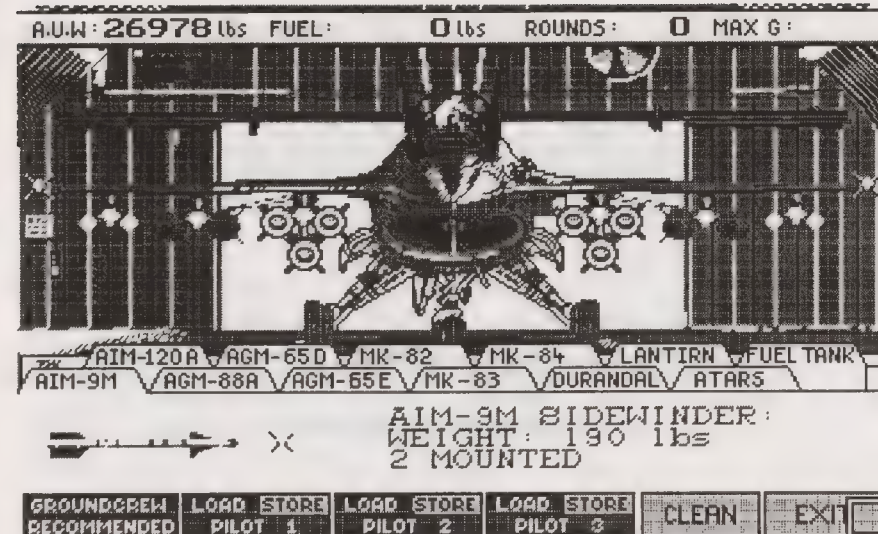 A.U.W: 26978 lbs FUEL: 0 lbs ROUNDS: 0 MAX G:
AIM-120A AGM-65D MK-82 MK-84 LANTIRN FUEL TANK
AIM-9M AGM-88A AGM-65E MK-83 DURANDAL ATARS
AIM-9M SIDEWINDER:
WEIGHT: 190 lbs
2 MOUNTED
GROUNDCREW RECOMMENDED
LOAD STORE
PILOT 1
LOAD STORE
PILOT 2
LOAD STORE
PILOT 3
CLEAN
EXIT